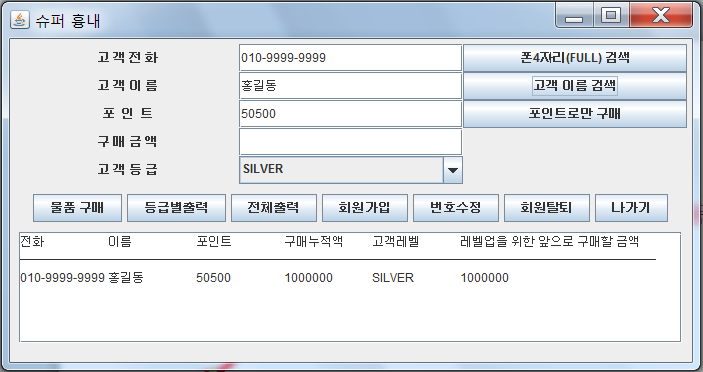 슈퍼 흉내
고객 전화 010-9999-9999 폰4자리(FULL) 검색
고객 이름 홍길동 고객 이름 검색
포 인 트 50500 포인트로만 구매
구매 금액
고객 등급 SILVER
물품 구매 등급별출력 전체출력 회원가입 번호수정 회원탈퇴 나가기
전화 이름 포인트 구매누적액 고객레벨 레벨업을 위한 앞으로 구매할 금액
010-9999-9999 홍길동 50500 1000000 SILVER 1000000